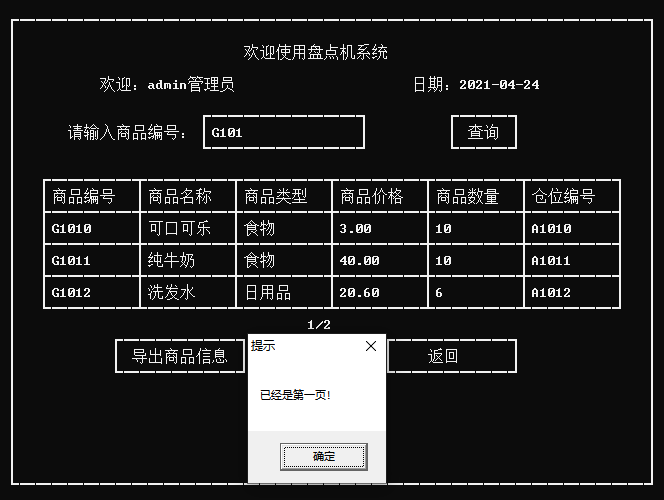 欢迎使用盘点机系统
欢迎：admin管理员 日期：2021-04-24
请输入商品编号： G101 查询
商品编号 商品名称 商品类型 商品价格 商品数量 仓位编号
G1010 可口可乐 食物 3.00 10 A1010
G1011 纯牛奶 食物 40.00 10 A1011
G1012 洗发水 日用品 20.60 6 A1012
1/2
导出商品信息 返回
提示
已经是第一页!
确定